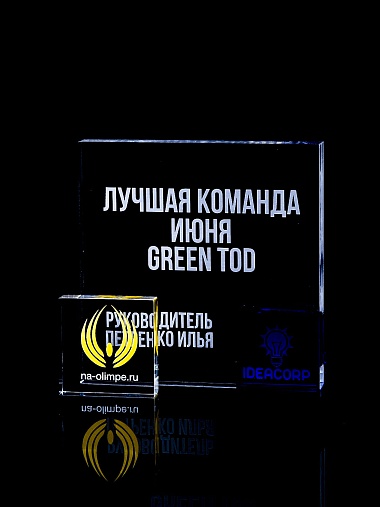 ЛУЧШАЯ КОМАНДА
ИЮНЯ
GREEN TOD
РУКОВОДИТЕЛЬ
ИЛЬЯ
na-olimpe.ru
IDEACORP